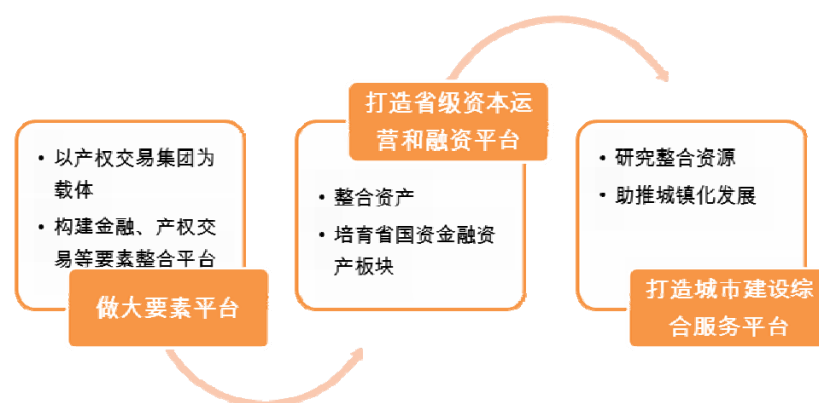 • 以产权交易集团为
载体
• 构建金融、产权交
易等要素整合平台
做大要素平台
打造省级资本运
营和融资平台
• 整合资产
• 培育省国资金融资
产板块
• 研究整合资源
• 助推城镇化发展
打造城市建设综
合服务平台